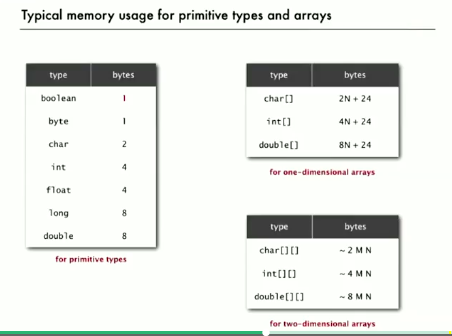 Typical memory usage for primitive types and arrays
type bytes
boolean 1
byte 1
char 2
int 4
float 4
long 8
double 8
for primitive types
type bytes
char[] 2N + 24
int[] 4N + 24
double[] 8N + 24
for one-dimensional arrays
type bytes
char[][] ~ 2 M N
int[][] ~ 4 M N
double[][] ~ 8 M N
for two-dimensional arrays